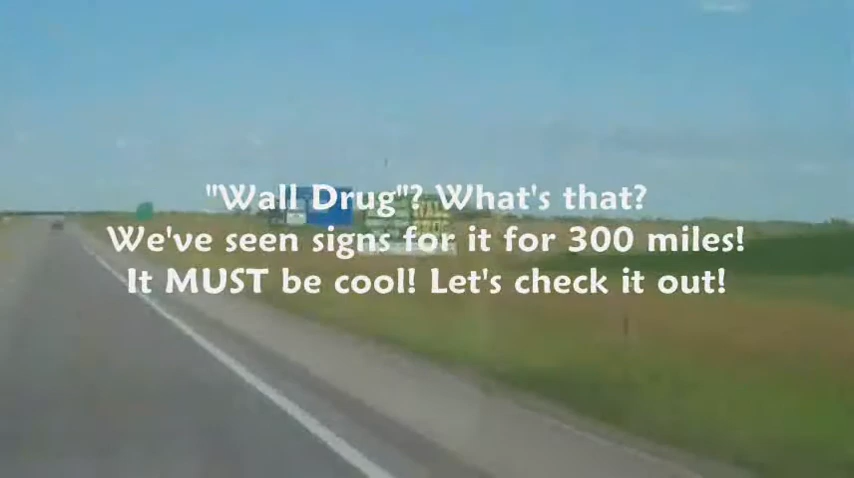 "Wall Drug"? What's that?
We've seen signs for it for 300 miles!
It MUST be cool! Let's check it out!